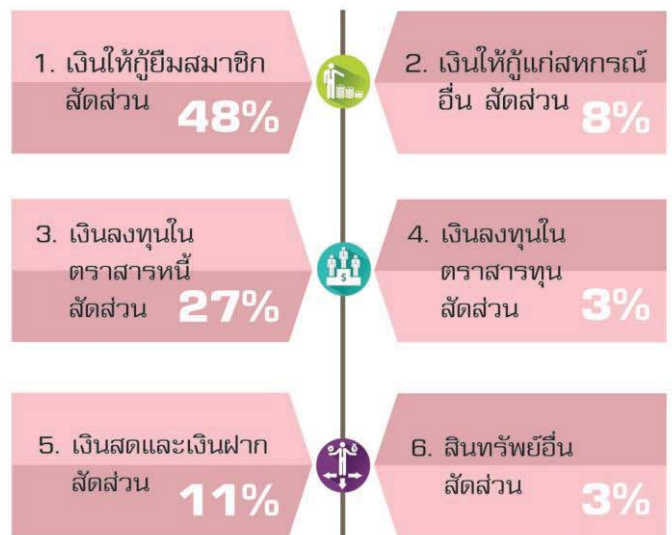 1. เงินให้กู้ยืมสมาชิก
สัดส่วน 48%
2. เงินให้กู้แก่สหกรณ์
อื่น สัดส่วน 8%
3. เงินลงทุนใน
ตราสารหนี้
สัดส่วน 27%
4. เงินลงทุนใน
ตราสารทุน
สัดส่วน 3%
5. เงินสดและเงินฝาก
สัดส่วน 11%
6. สินทรัพย์อื่น
สัดส่วน 3%